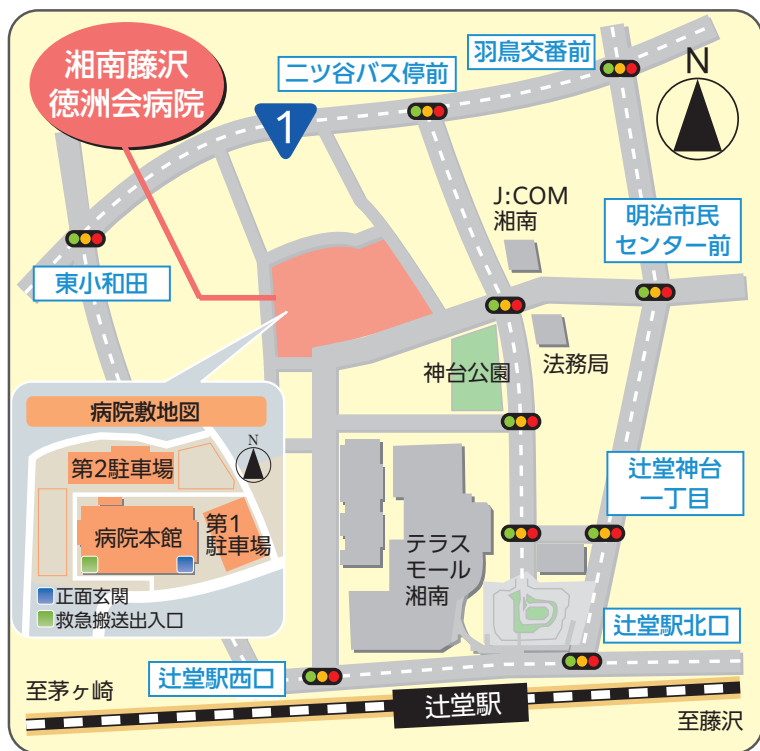 湘南藤沢
徳洲会病院
二ツ谷バス停前
羽鳥交番前
N
1
J:COM
湘南
明治市民
センター前
東小和田
法務局
神台公園
病院敷地図
N
第2駐車場
病院本館
第1
駐車場
正面玄関
救急搬送出入口
テラス
モール
湘南
辻堂神台
一丁目
辻堂駅北口
辻堂駅西口
至茅ヶ崎
辻堂駅
至藤沢